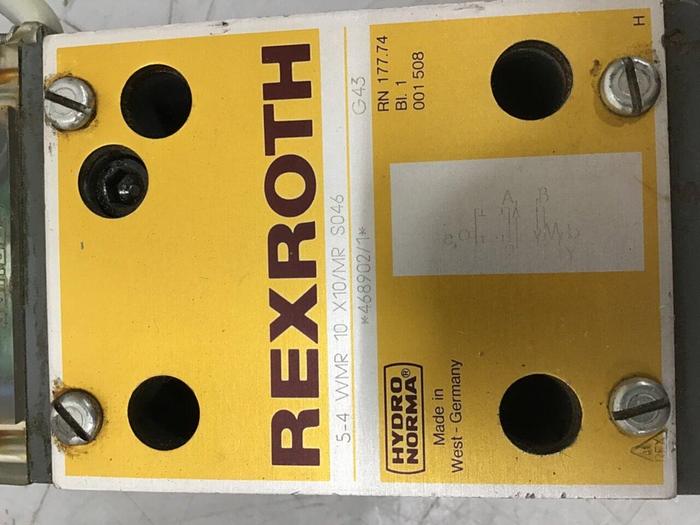 REXROTH
5-4 WMR 10 X10/MR S046
G43
*468902/1*
RN 177.74
Bl. 1
001 508
H
A B
a o
b
HYDRO
NORMA®
Made in
West - Germany